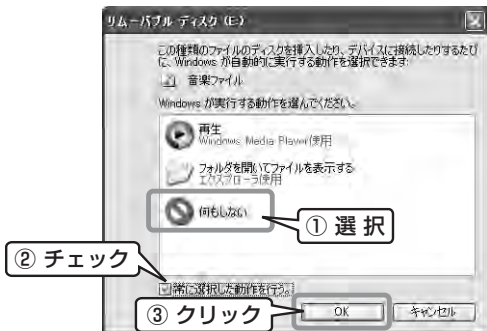 リムーバブル ディスク (E:)
この種類のファイルのディスクを挿入したり、デバイスに接続したりするたび
に、Windows が自動的に実行する動作を選択できます:
音楽ファイル
Windows が実行する動作を選んでください。
再生
Windows Media Player 使用
フォルダを開いてファイルを表示する
エクスプローラ使用
何もしない
① 選 択
② チェック
常に選択した動作を行う。
③ クリック
OK
キャンセル